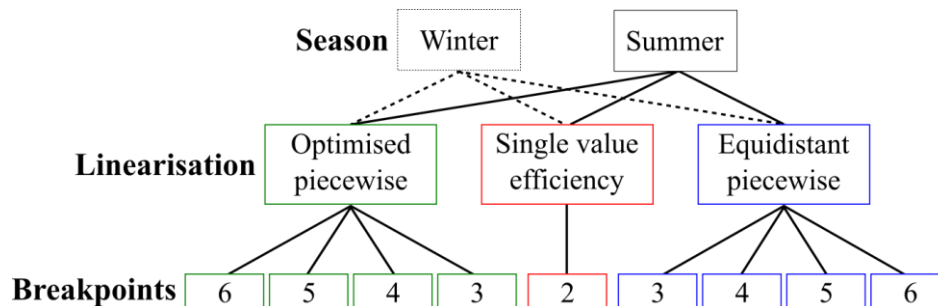 Season Winter Summer
Linearisation
Optimised
piecewise
Single value
efficiency
Equidistant
piecewise
Breakpoints 6 5 4 3 2 3 4 5 6